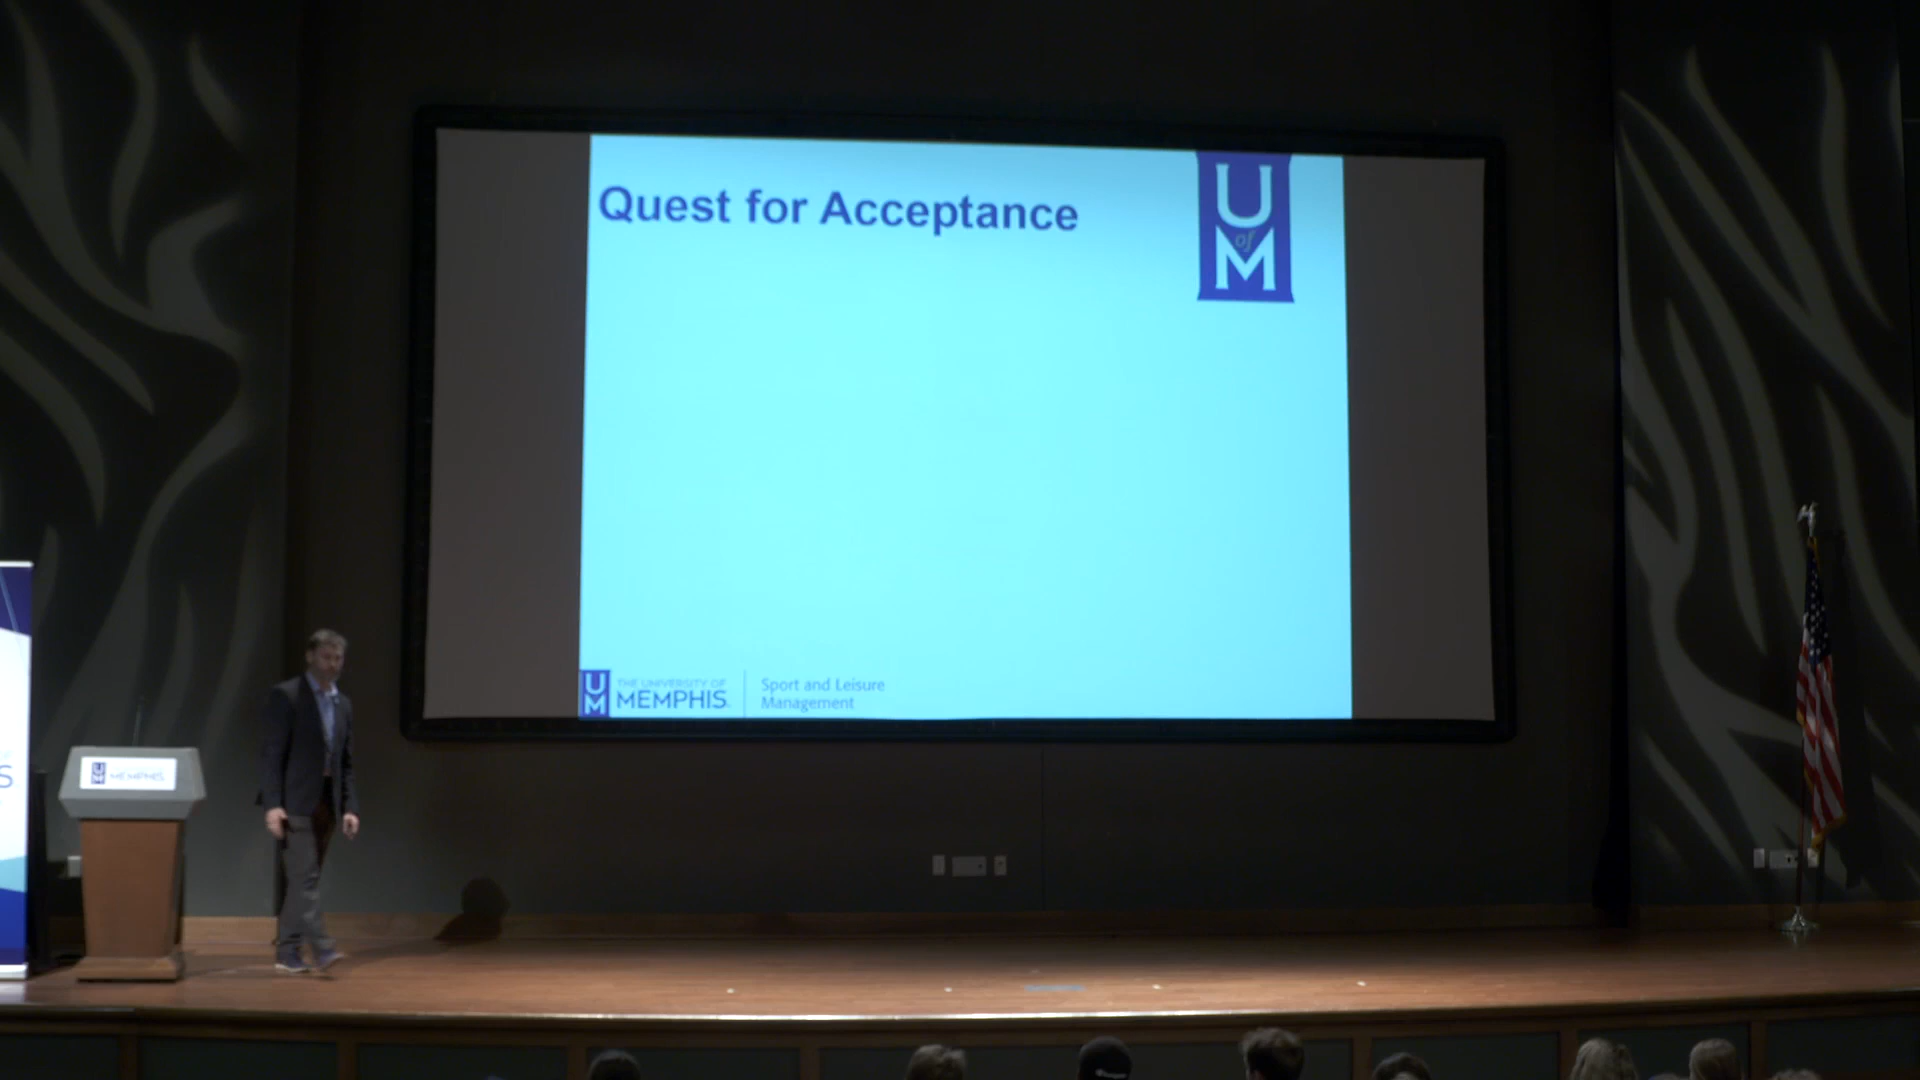 Quest for Acceptance
U
of
M
U
M
THE UNIVERSITY OF
MEMPHIS.
Sport and Leisure
Management
U
M
MEMPHIS
S